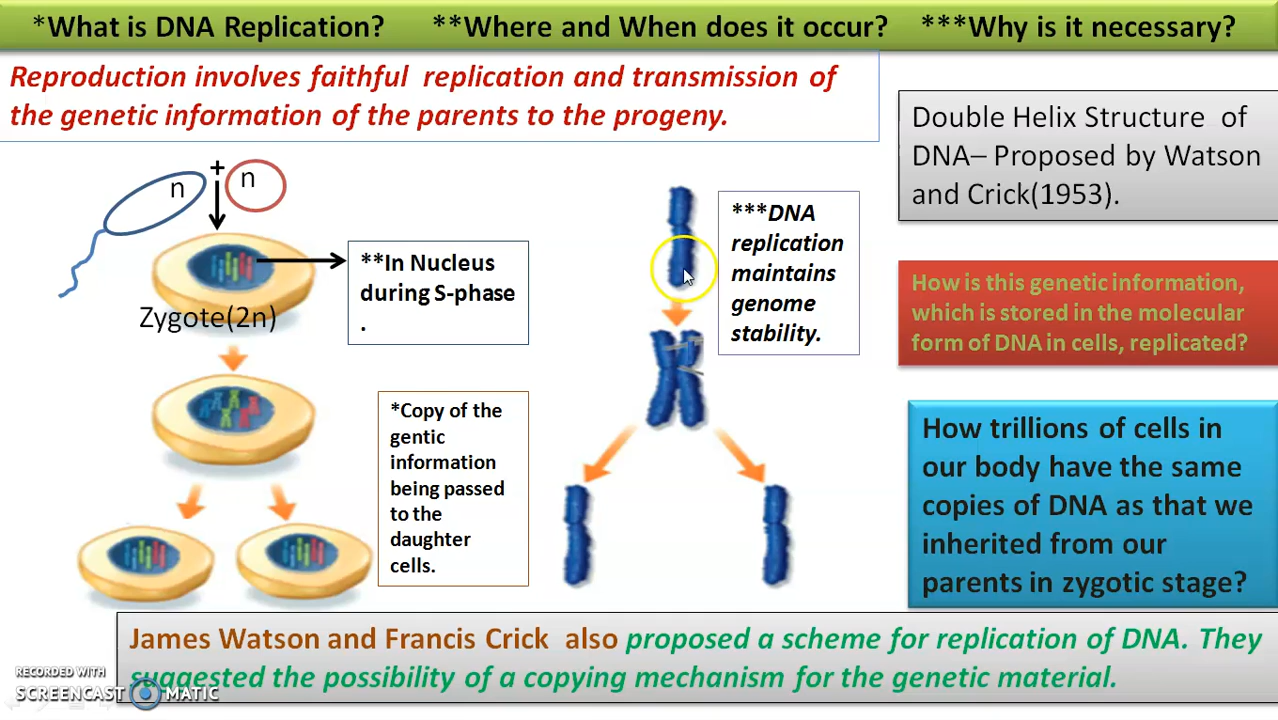 *What is DNA Replication? **Where and When does it occur? ***Why is it necessary?
Reproduction involves faithful replication and transmission of
the genetic information of the parents to the progeny.
Double Helix Structure of
DNA– Proposed by Watson
and Crick(1953).
+
n
n
***DNA
replication
maintains
genome
stability.
**In Nucleus
during S-phase
.
Zygote(2n)
How is this genetic information,
which is stored in the molecular
form of DNA in cells, replicated?
*Copy of the
gentic
information
being passed
to the
daughter
cells.
How trillions of cells in
our body have the same
copies of DNA as that we
inherited from our
parents in zygotic stage?
James Watson and Francis Crick also proposed a scheme for replication of DNA. They
suggested the possibility of a copying mechanism for the genetic material.
RECORDED WITH
SCREENCAST MATIC